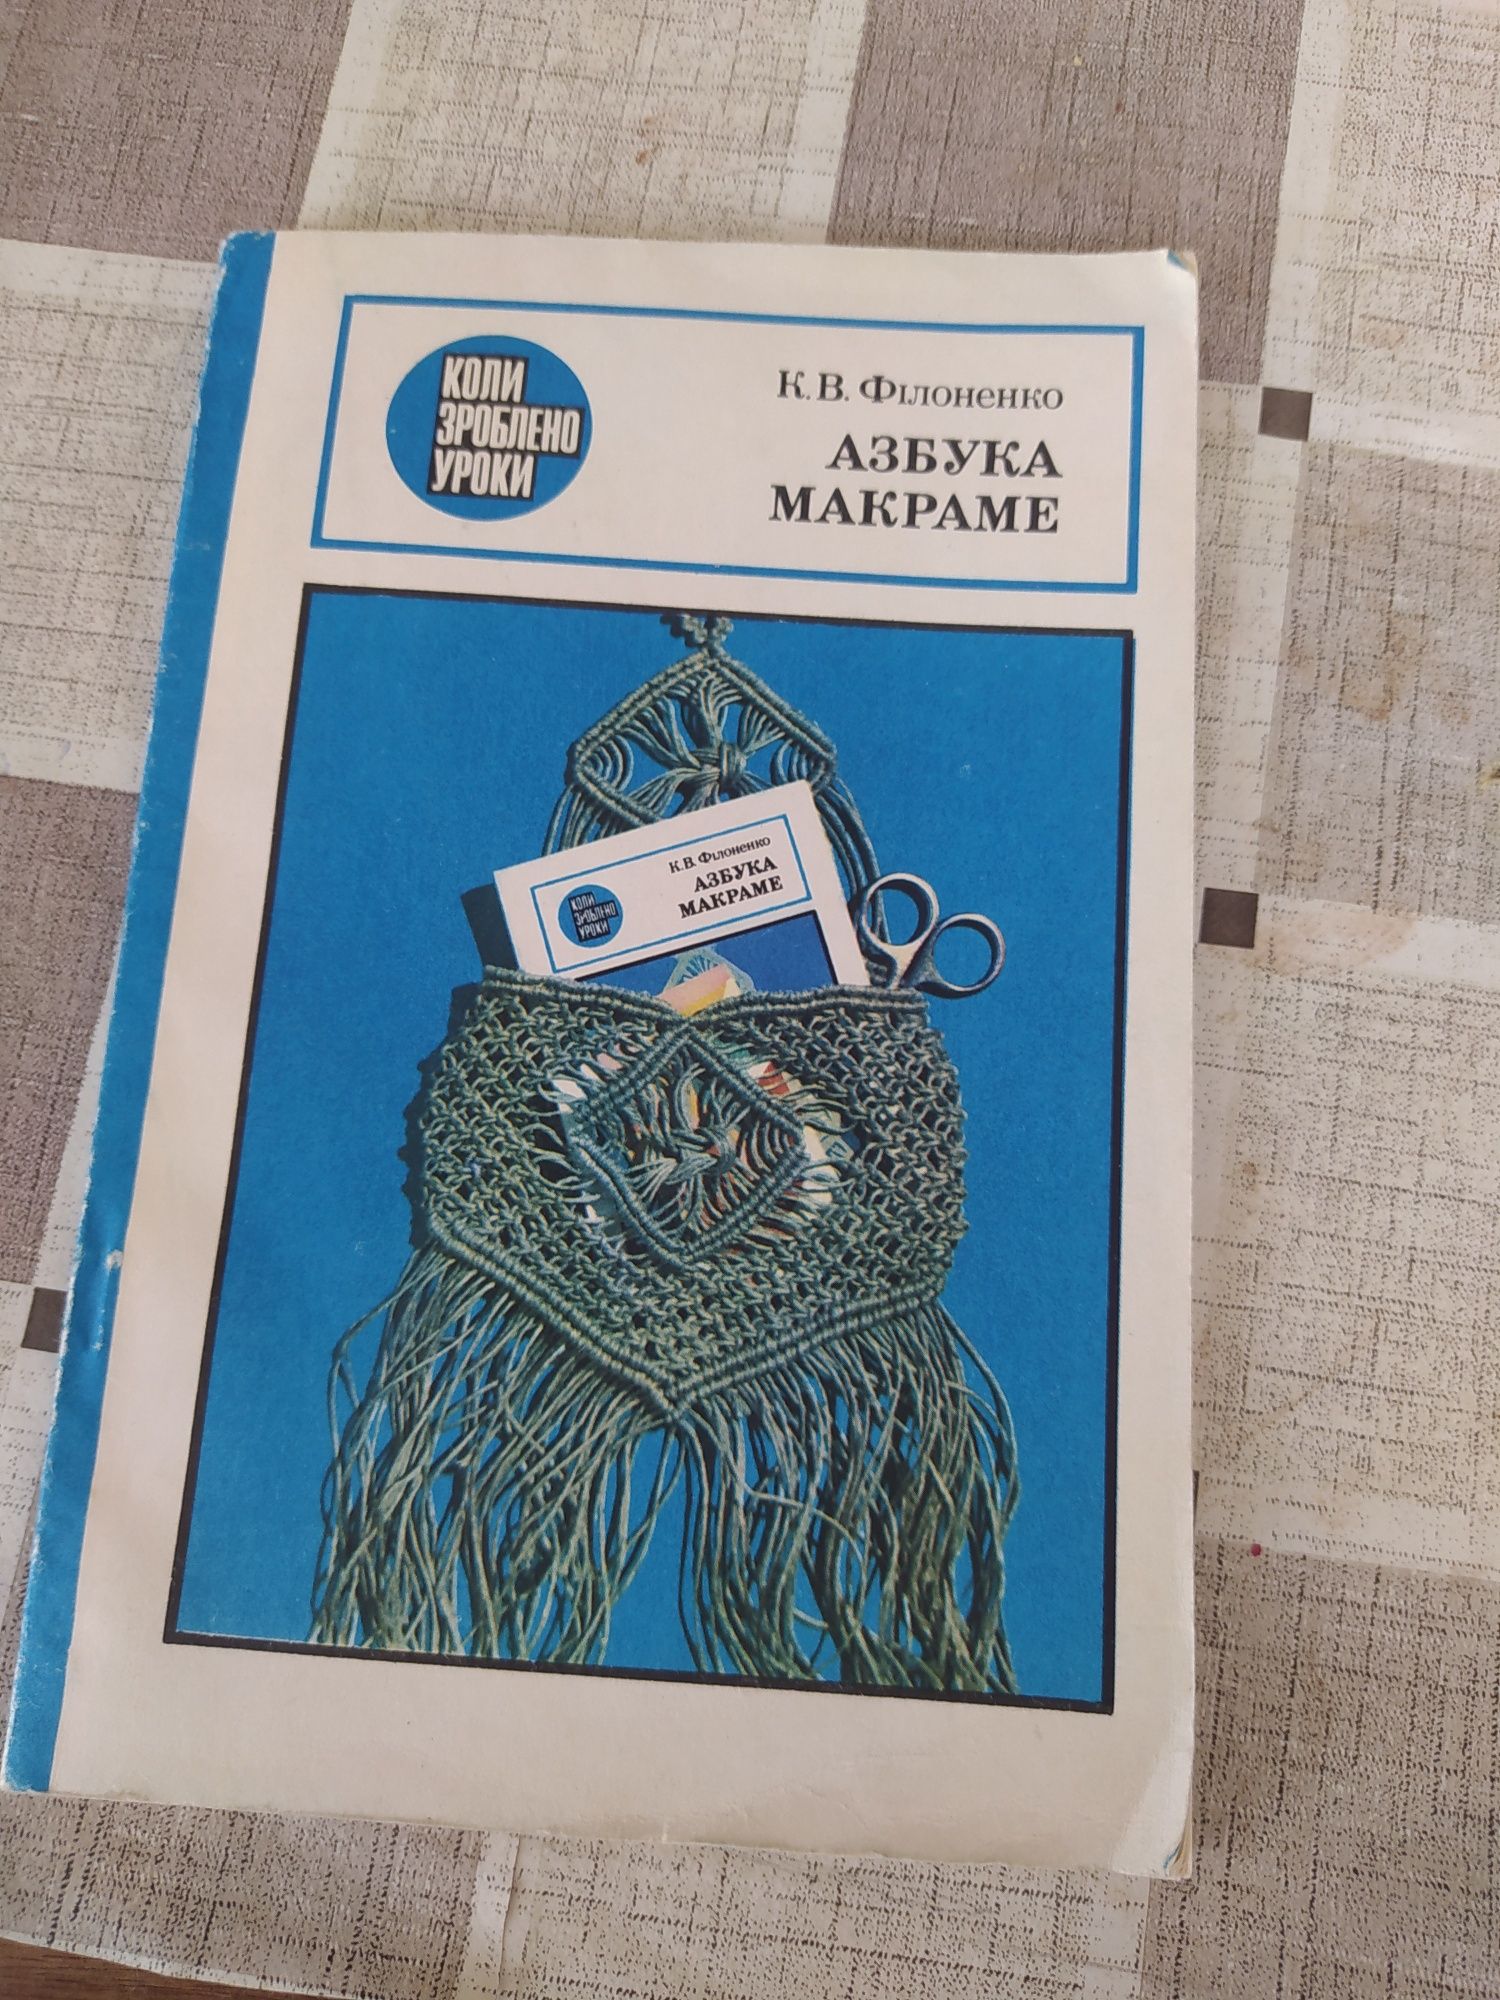 КОЛИ
ЗРОБЛЕНО
УРОКИ
К. В. Філоненко
АЗБУКА
МАКРАМЕ
К. В. Філоненко
АЗБУКА
МАКРАМЕ
КОЛИ
ЗРОБЛЕНО
УРОКИ